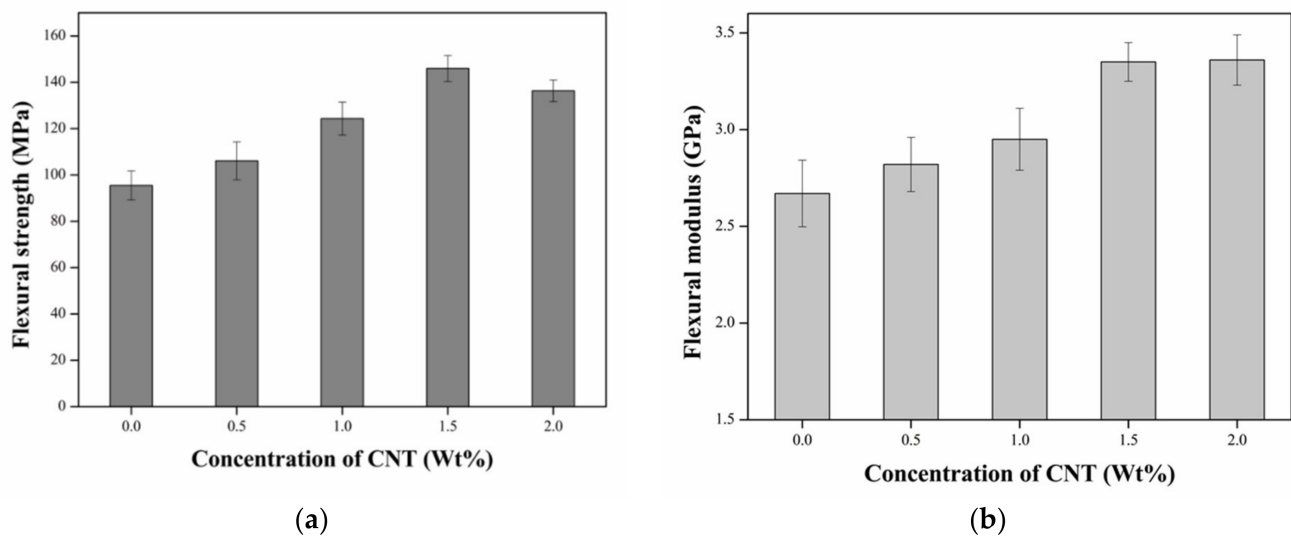 Flexural strength (MPa)
160
140
120
100
80
60
40
20
0
0.0 0.5 1.0 1.5 2.0
Concentration of CNT (Wt%)
(a)
Flexural modulus (GPa)
3.5
3.0
2.5
2.0
1.5
0.0 0.5 1.0 1.5 2.0
Concentration of CNT (Wt%)
(b)